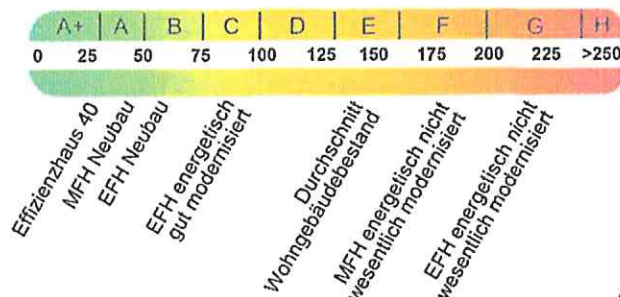 A+ A B C D E F G H
0 25 50 75 100 125 150 175 200 225 >250
Effizienzhaus 40
MFH Neubau
EFH Neubau
EFH energetisch
gut modernisiert
Durchschnitt
Wohngebäudebestand
MFH energetisch nicht
wesentlich modernisiert
EFH energetisch nicht
wesentlich modernisiert